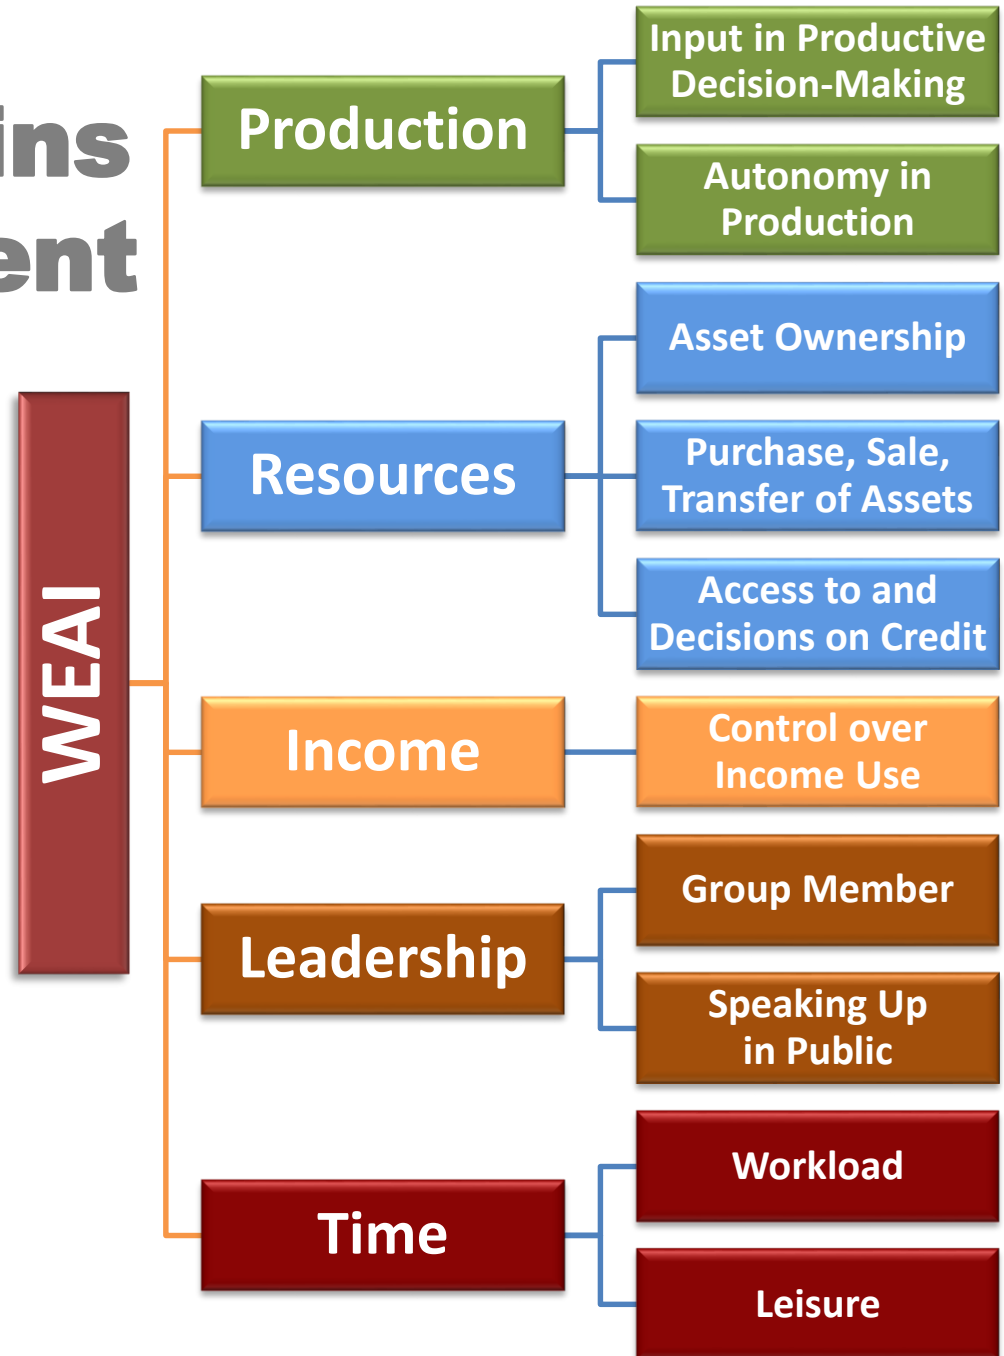 ins
ent
WEAI
Production
Input in Productive
Decision-Making
Autonomy in
Production
Resources
Asset Ownership
Purchase, Sale,
Transfer of Assets
Access to and
Decisions on Credit
Income
Control over
Income Use
Leadership
Group Member
Speaking Up
in Public
Time
Workload
Leisure